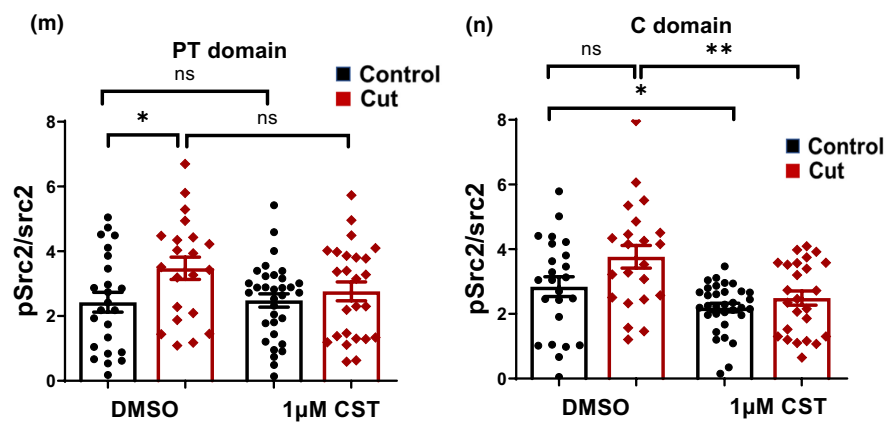 (m)
PT domain
ns
Control
Cut
*
ns
pSrc2/src2
8
6
4
2
0
DMSO
1µM CST
(n)
C domain
ns
**
*
Control
Cut
pSrc2/src2
8
6
4
2
0
DMSO
1µM CST